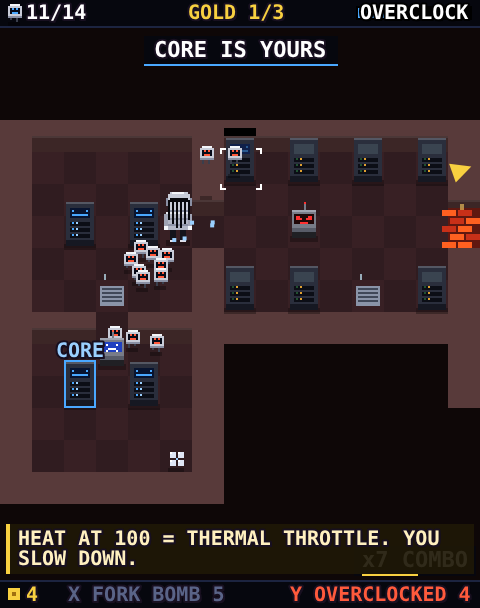 11/14 GOLD 1/3 OVERCLOCK
CORE IS YOURS
CORE
HEAT AT 100 = THERMAL THROTTLE. YOU
SLOW DOWN.
x7 COMBO
4 X FORK BOMB 5 Y OVERCLOCKED 4